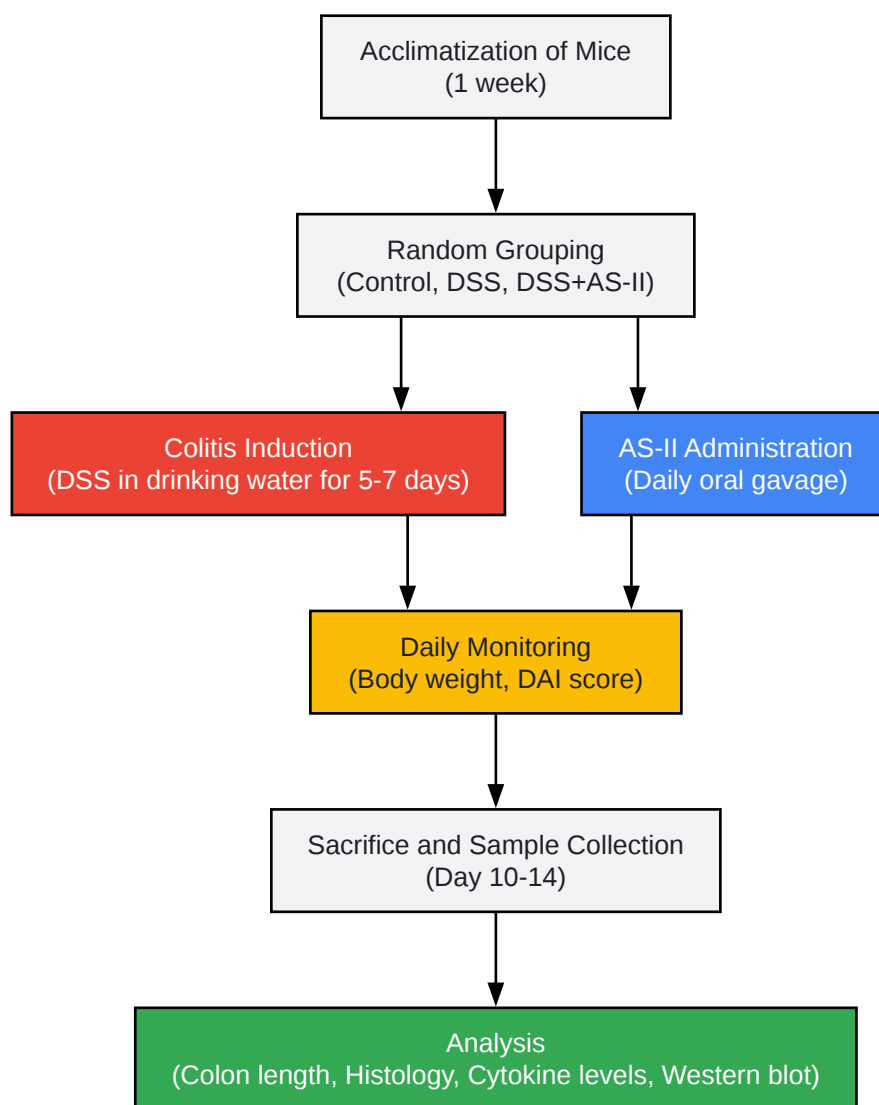 Acclimatization of Mice
(1 week)
Random Grouping
(Control, DSS, DSS+AS-II)
Colitis Induction
(DSS in drinking water for 5-7 days)
AS-II Administration
(Daily oral gavage)
Daily Monitoring
(Body weight, DAI score)
Sacrifice and Sample Collection
(Day 10-14)
Analysis
(Colon length, Histology, Cytokine levels, Western blot)